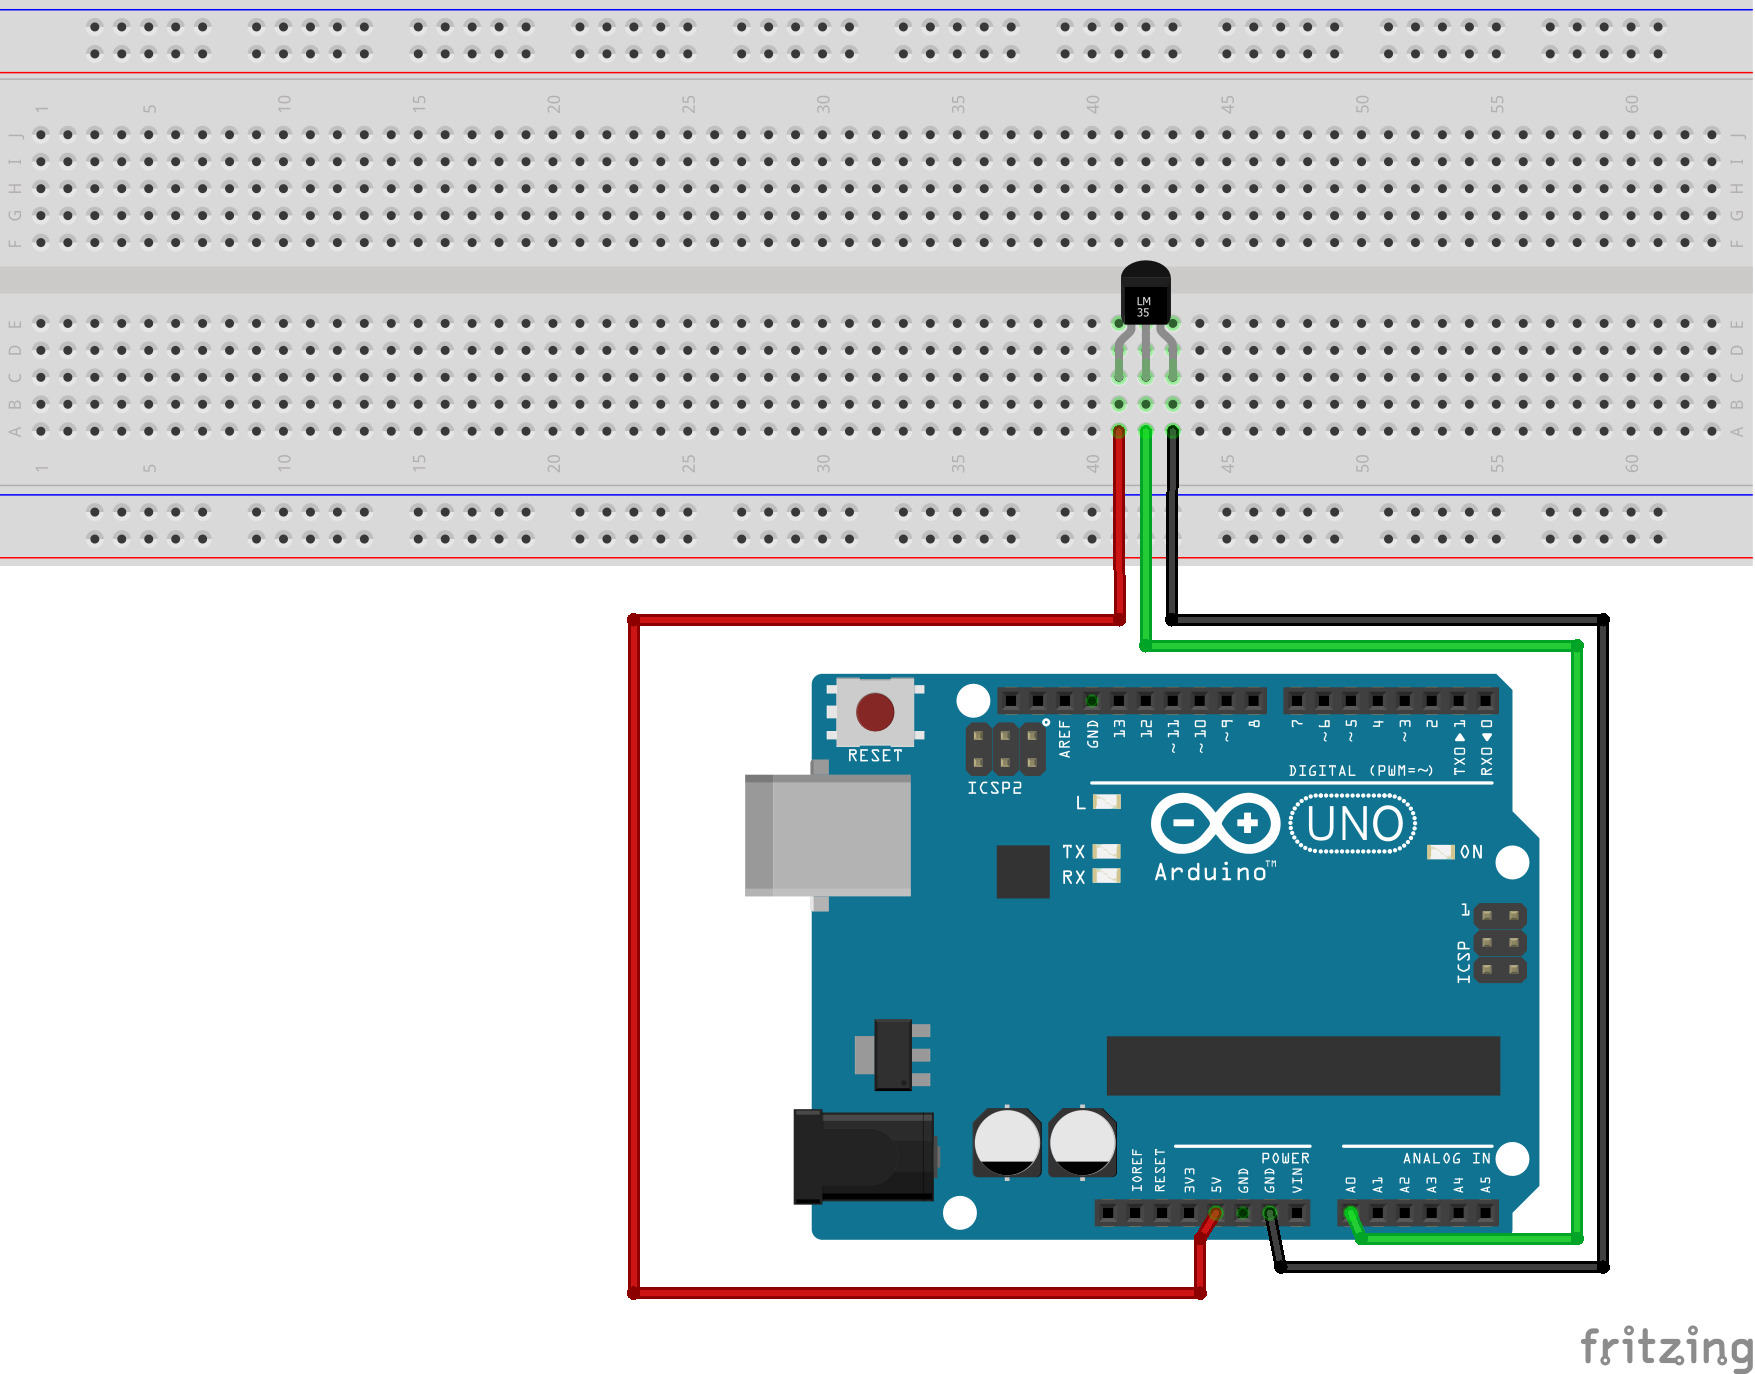 1 5 10 15 20 25 30 35 40 45 50 55 60
J J
I I
H H
G G
F F
LM
35
E E
D D
C C
B B
A A
1 5 10 15 20 25 30 35 40 45 50 55 60
RESET
AREF GND 13 12 ~11 ~10 ~9 8 7 ~6 ~5 4 ~3 2 TX0▶1 RX0◀0
DIGITAL (PWM=~)
ICSP2
L
TX
RX
UNO
Arduino™
ON
1
ICSP
POWER
ANALOG IN
IOREF RESET 3V3 5V GND GND VIN A0 A1 A2 A3 A4 A5
fritzing